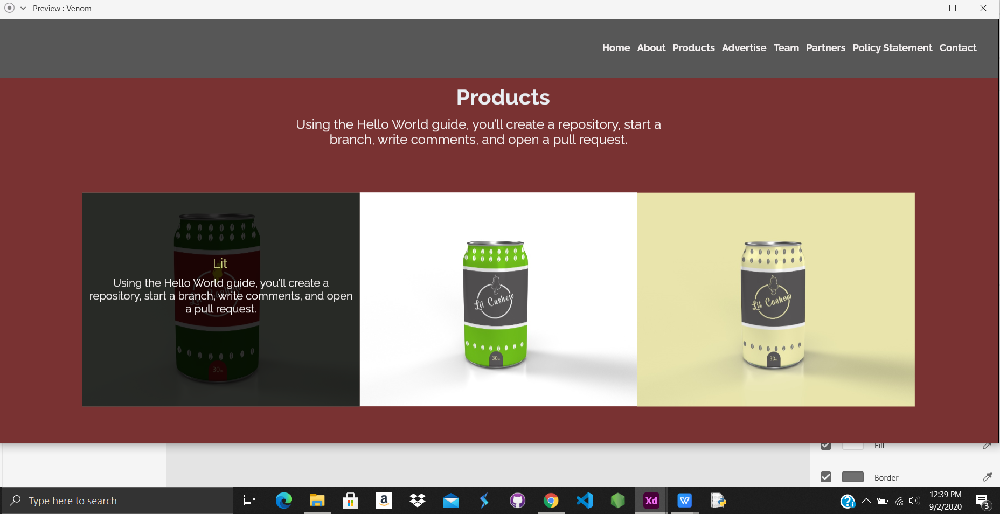 Preview : Venom
Home About Products Advertise Team Partners Policy Statement Contact
Products
Using the Hello World guide, you'll create a repository, start a
branch, write comments, and open a pull request.
Lit
Using the Hello World guide, you'll create a
repository, start a branch, write comments, and open
a pull request.
30
Lit Cashew
30
Lit Cashew
30
Fill
Border
Type here to search
a
Xd
W
12:39 PM
9/2/2020
3